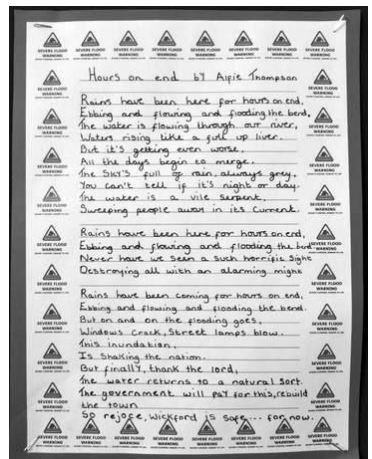 SEVERE FLOOD WARNING
Hours on end by Alfie Thompson
Rains have been here for hours on end,
Ebbing and flowing and flooding the bend,
The water is flowing through our river,
Waters rising like a fired up liver.
But it's getting even worse,
All the days begin to merge.
The sky's full of rain, always grey,
You can't tell if it's night or day.
The water is a vile serpent,
Sweeping people away in its current.
Rains have been here for hours on end,
Ebbing and flowing and flooding the bend
Never have we seen a such horrific sight
Destroying all with an alarming might
Rains have been coming for hours on end,
Ebbing and flowing and flooding the bend.
But on and on the flooding goes,
Windows crack, street lamps blow.
This inundation,
Is shaking the nation.
But finally, thank the lord,
The water returns to a natural sort.
The government will pay for this, rebuild
the town
So rejofe, Wickford is safe... for now.